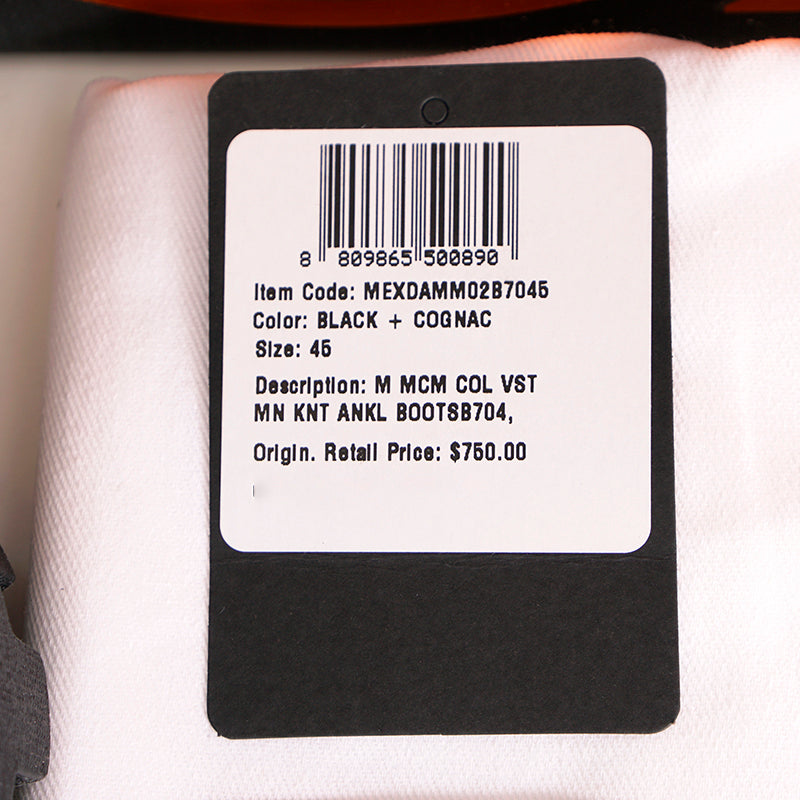 8 809865 500890
Item Code: MEXDAMM02B7045
Color: BLACK + COGNAC
Size: 45
Description: M MCM COL VST
MN KNT ANKL BOOTSB704,
Origin. Retail Price: $750.00